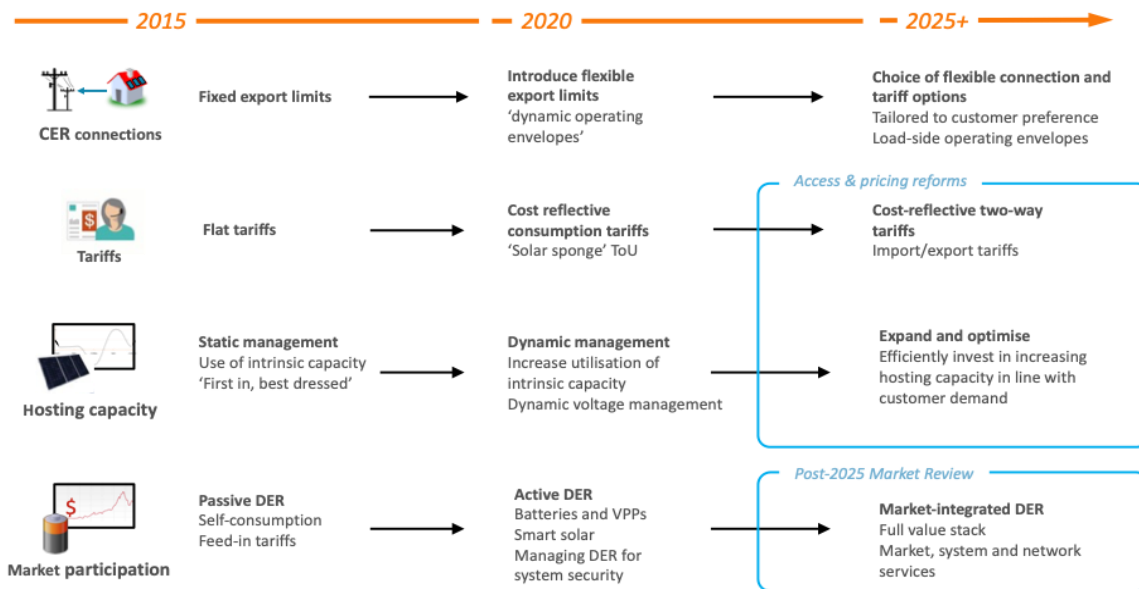 2015
2020
2025+
CER connections
Fixed export limits
Introduce flexible
export limits
‘dynamic operating
envelopes’
Choice of flexible connection and
tariff options
Tailored to customer preference
Load-side operating envelopes
Access & pricing reforms
$
Tariffs
Flat tariffs
Cost reflective
consumption tariffs
‘Solar sponge’ ToU
Cost-reflective two-way
tariffs
Import/export tariffs
Hosting capacity
Static management
Use of intrinsic capacity
‘First in, best dressed’
Dynamic management
Increase utilisation of
intrinsic capacity
Dynamic voltage management
Expand and optimise
Efficiently invest in increasing
hosting capacity in line with
customer demand
Post-2025 Market Review
$
Market participation
Passive DER
Self-consumption
Feed-in tariffs
Active DER
Batteries and VPPs
Smart solar
Managing DER for
system security
Market-integrated DER
Full value stack
Market, system and network
services